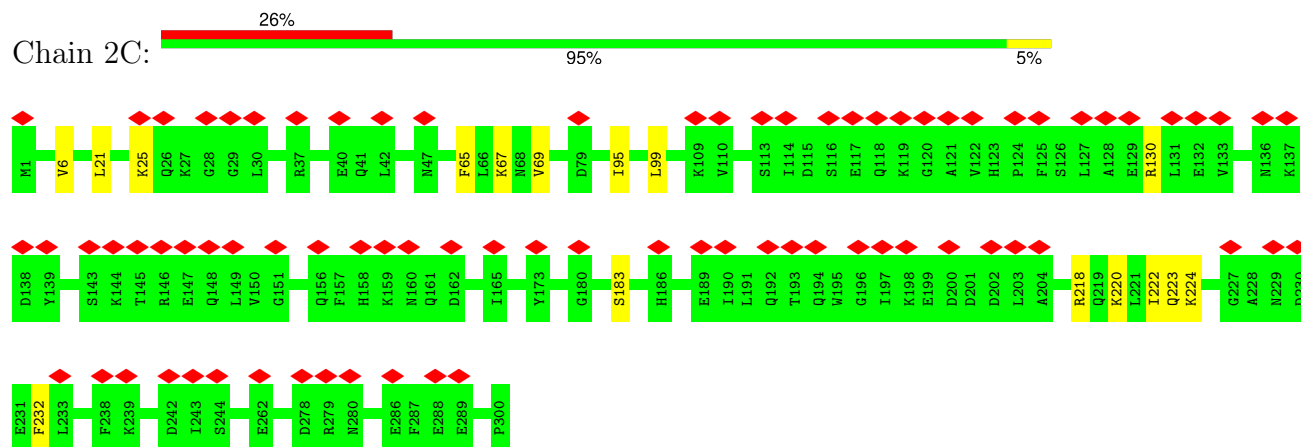 26%
Chain 2C:
95% 5%
M1 V6 L21 K25 Q26 K27 G28 G29 L30 R37 E40 Q41 L42 N47 F65 L66 K67 N68 V69 D79 I95 L99 K109 V110 S113 I114 D115 S116 E117 Q118 K119 G120 A121 V122 H123 P124 F125 S126 L127 A128 E129 R130 L131 E132 V133 N136 K137
D138 Y139 S143 K144 T145 R146 E147 Q148 L149 V150 G151 Q156 F157 H158 K159 N160 Q161 D162 I165 Y173 G180 S183 H186 E189 I190 L191 Q192 T193 Q194 W195 G196 I197 K198 E199 D200 D201 D202 L203 A204 R218 Q219 K220 L221 I222 Q223 K224 G227 A228 N229
E231 F232 L233 F238 K239 D242 I243 S244 E262 D278 R279 N280 E286 F287 E288 E289 P300